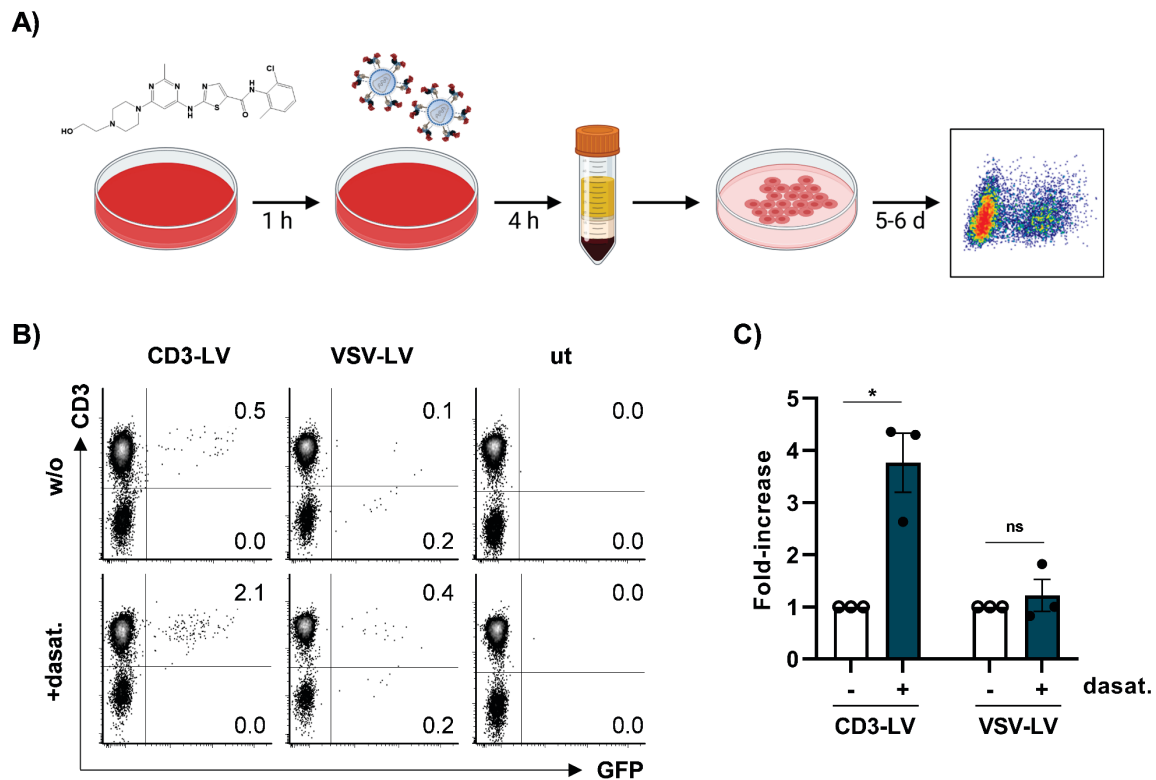 A)
Cl
N
N
N
N
N
N
H
S
O
H
N
HO
1 h
4 h
5-6 d
B)
CD3-LV
VSV-LV
ut
CD3
w/o
0.5
0.1
0.0
0.0
0.2
0.0
+dasat.
2.1
0.4
0.0
0.0
0.2
0.0
GFP
C)
Fold-increase
5
4
3
2
1
0
*
ns
-
+
-
+
dasat.
CD3-LV
VSV-LV